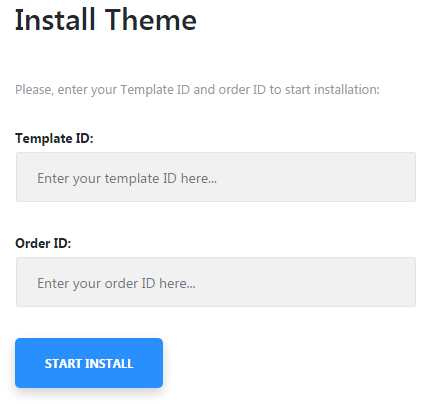 Install Theme
Please, enter your Template ID and order ID to start installation:
Template ID:
Enter your template ID here...
Order ID:
Enter your order ID here...
START INSTALL